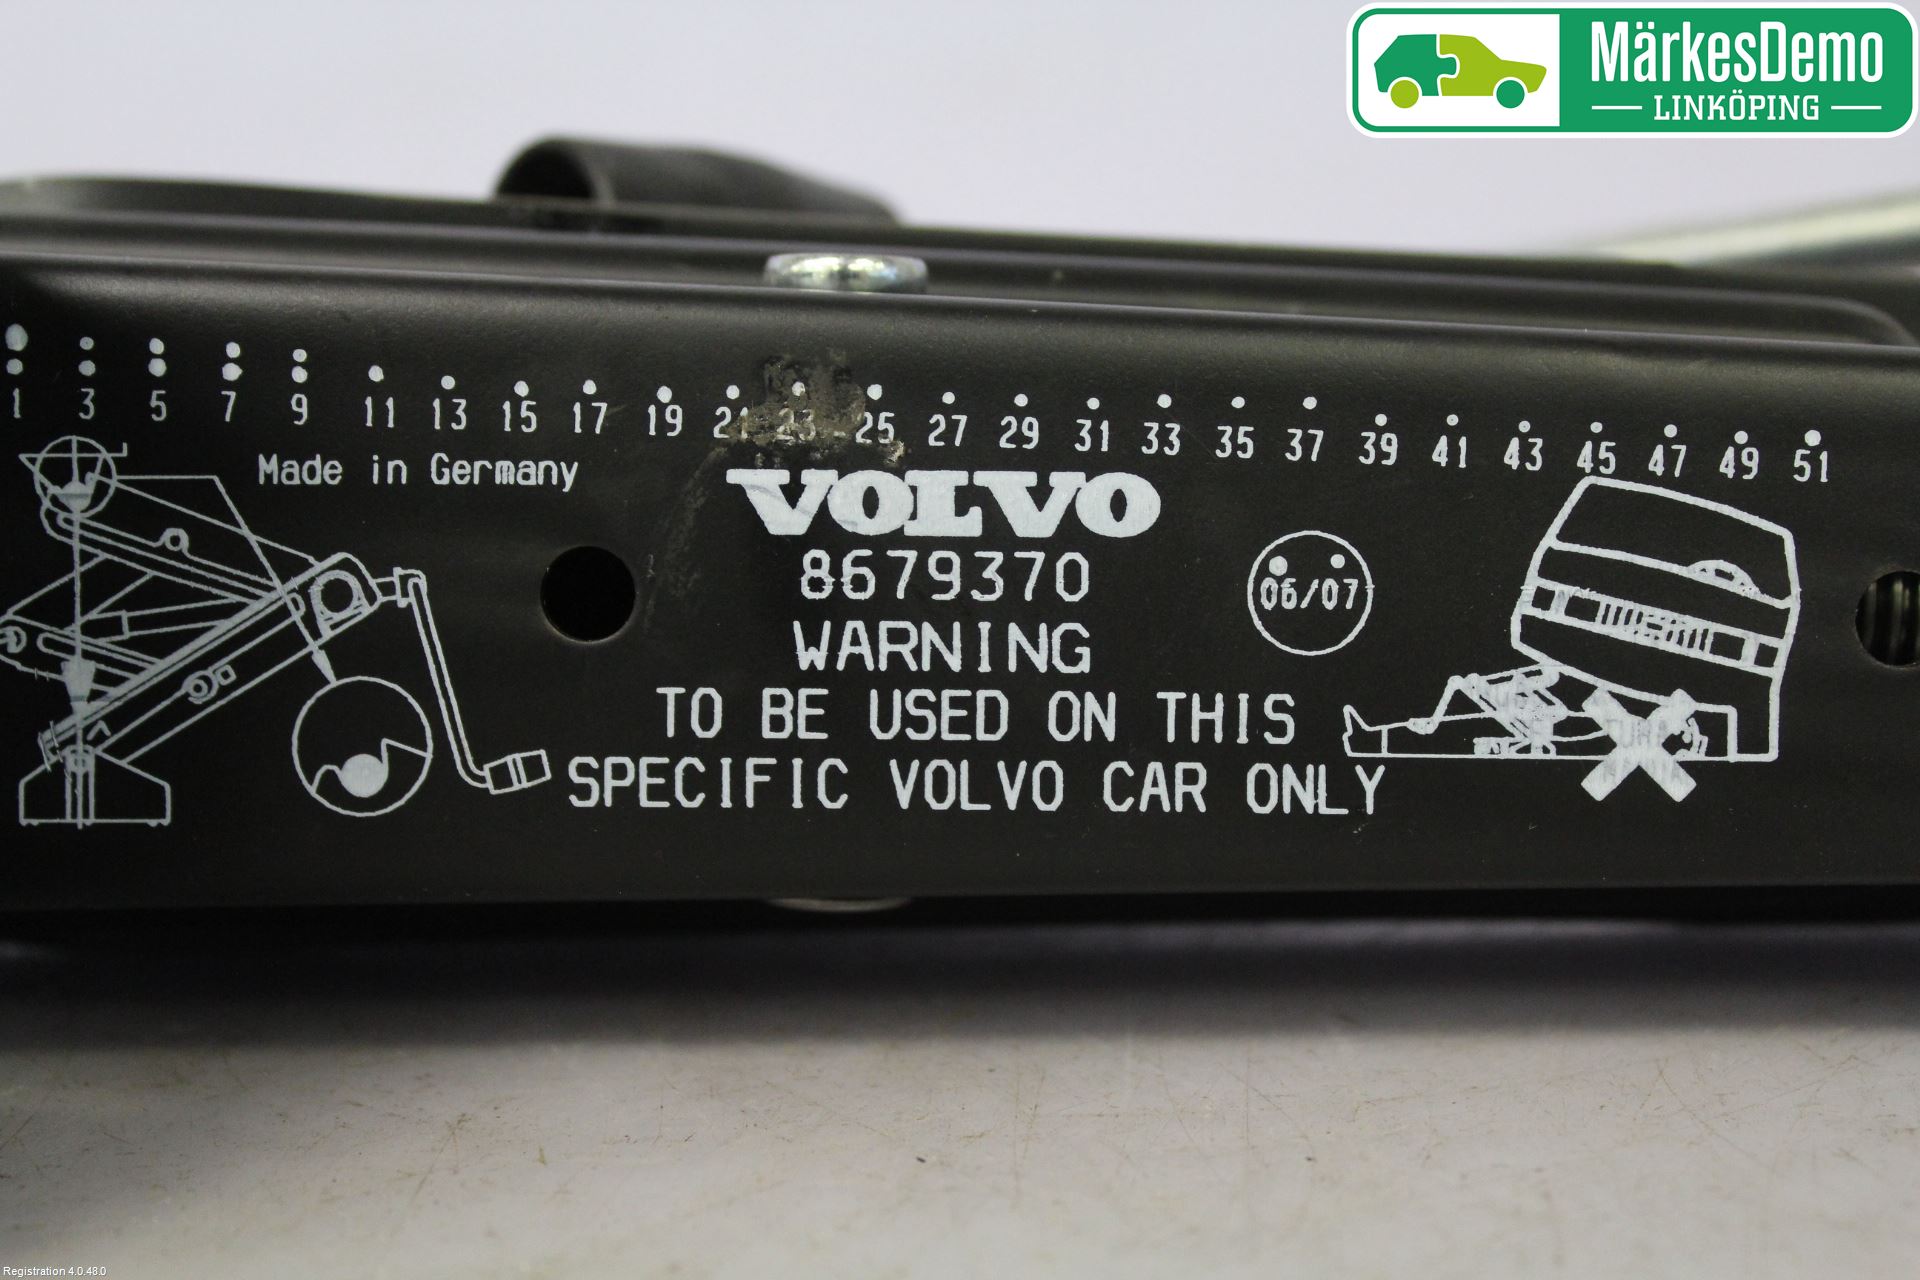 MärkesDemo
LINKÖPING
1 3 5 7 9 11 13 15 17 19 21 23 25 27 29 31 33 35 37 39 41 43 45 47 49 51
Made in Germany
VOLVO
8679370
06/07
WARNING
TO BE USED ON THIS
SPECIFIC VOLVO CAR ONLY
Registration 4.0.48.0